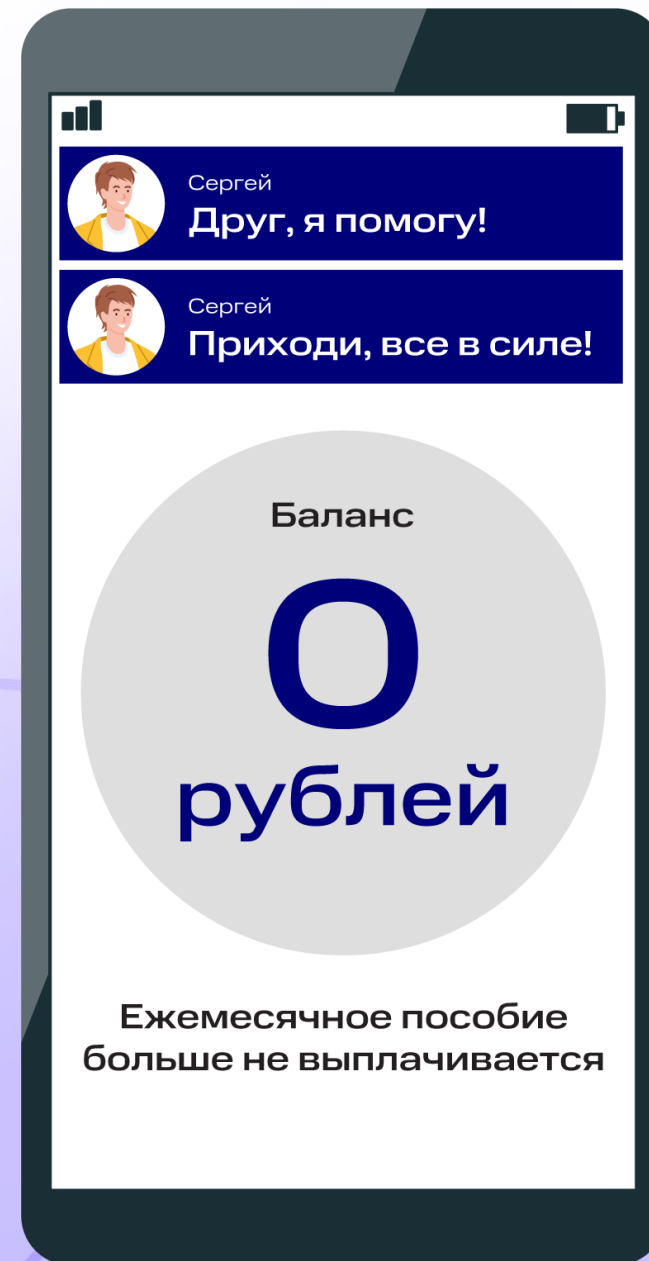 Сергей
Друг, я помогу!
Сергей
Приходи, все в силе!
Баланс
0
рублей
Ежемесячное пособие
больше не выплачивается